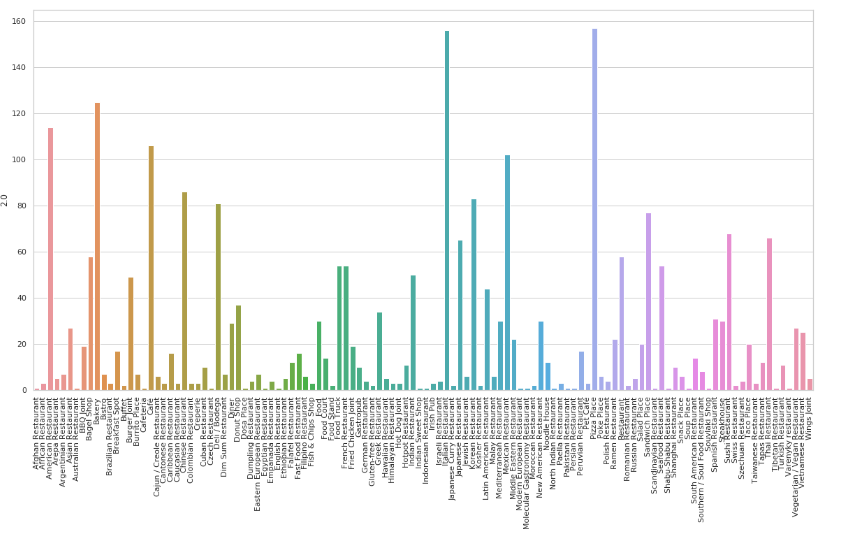 160
140
120
100
80
60
40
20
0
2.0
Afghan Restaurant
African Restaurant
American Restaurant
Arepa Restaurant
Argentinian Restaurant
Asian Restaurant
Australian Restaurant
BBQ Joint
Bagel Shop
Bakery
Bistro
Brazilian Restaurant
Breakfast Spot
Buffet
Burger Joint
Burrito Place
Cafeteria
Café
Cajun / Creole Restaurant
Cantonese Restaurant
Caribbean Restaurant
Caucasian Restaurant
Chinese Restaurant
Colombian Restaurant
Creperie
Cuban Restaurant
Czech Restaurant
Deli / Bodega
Dim Sum Restaurant
Diner
Donut Shop
Dosa Place
Dumpling Restaurant
Eastern European Restaurant
Egyptian Restaurant
Empanada Restaurant
English Restaurant
Ethiopian Restaurant
Falafel Restaurant
Fast Food Restaurant
Filipino Restaurant
Fish & Chips Shop
Food
Food Court
Food Stand
Food Truck
French Restaurant
Fried Chicken Joint
Gastropub
German Restaurant
Gluten-free Restaurant
Greek Restaurant
Hawaiian Restaurant
Himalayan Restaurant
Hot Dog Joint
Hotpot Restaurant
Indian Restaurant
Indian Sweet Shop
Indonesian Restaurant
Irish Pub
Israeli Restaurant
Italian Restaurant
Japanese Curry Restaurant
Japanese Restaurant
Jewish Restaurant
Korean Restaurant
Kosher Restaurant
Latin American Restaurant
Malay Restaurant
Mediterranean Restaurant
Mexican Restaurant
Middle Eastern Restaurant
Modern European Restaurant
Molecular Gastronomy Restaurant
Moroccan Restaurant
New American Restaurant
Noodle House
North Indian Restaurant
Paella Restaurant
Pakistani Restaurant
Persian Restaurant
Peruvian Restaurant
Pet Café
Pizza Place
Poke Place
Polish Restaurant
Ramen Restaurant
Restaurant
Romanian Restaurant
Russian Restaurant
Salad Place
Sandwich Place
Scandinavian Restaurant
Seafood Restaurant
Shabu-Shabu Restaurant
Shanghai Restaurant
Snack Place
Soup Place
South American Restaurant
Southern / Soul Food Restaurant
Souvlaki Shop
Spanish Restaurant
Steakhouse
Sushi Restaurant
Swiss Restaurant
Szechuan Restaurant
Taco Place
Taiwanese Restaurant
Tapas Restaurant
Thai Restaurant
Tibetan Restaurant
Turkish Restaurant
Varenyky restaurant
Vegetarian / Vegan Restaurant
Vietnamese Restaurant
Wings Joint